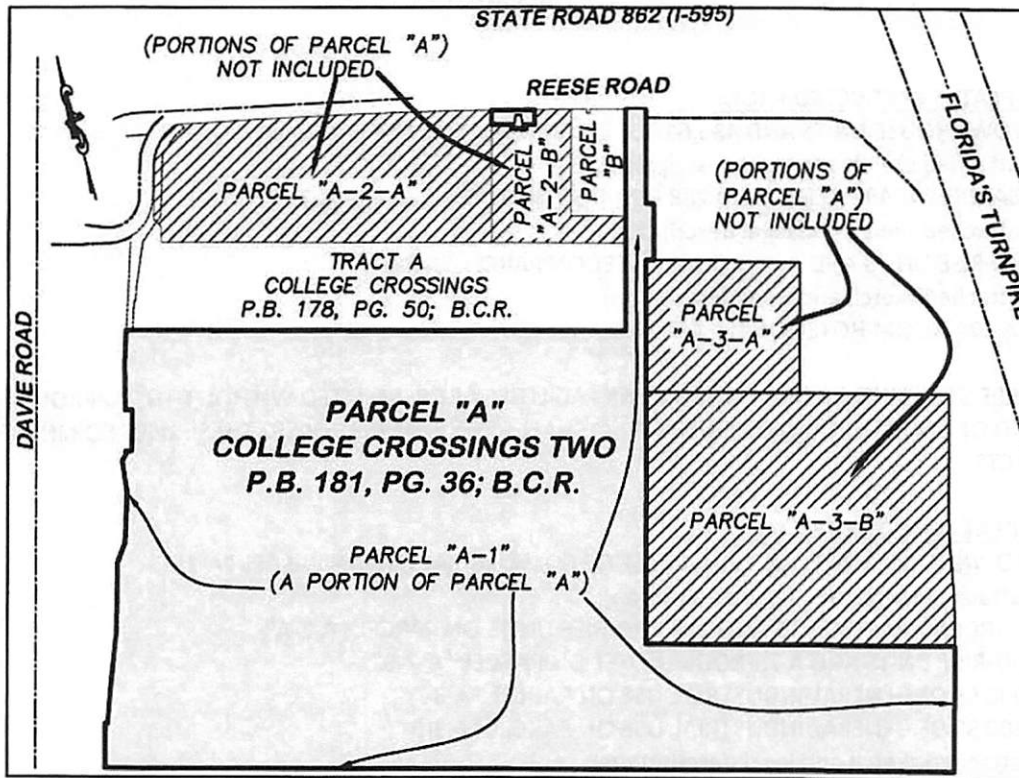 STATE ROAD 862 (I-595)
(PORTIONS OF PARCEL "A")
NOT INCLUDED
REESE ROAD
FLORIDA'S TURNPIKE
PARCEL "A-2-A"
PARCEL
"A-2-B"
PARCEL
"B"
(PORTIONS OF
PARCEL "A")
NOT INCLUDED
TRACT A
COLLEGE CROSSINGS
P.B. 178, PG. 50; B.C.R.
PARCEL
"A-3-A"
DAVIE ROAD
PARCEL "A"
COLLEGE CROSSINGS TWO
P.B. 181, PG. 36; B.C.R.
PARCEL "A-3-B"
PARCEL "A-1"
(A PORTION OF PARCEL "A")